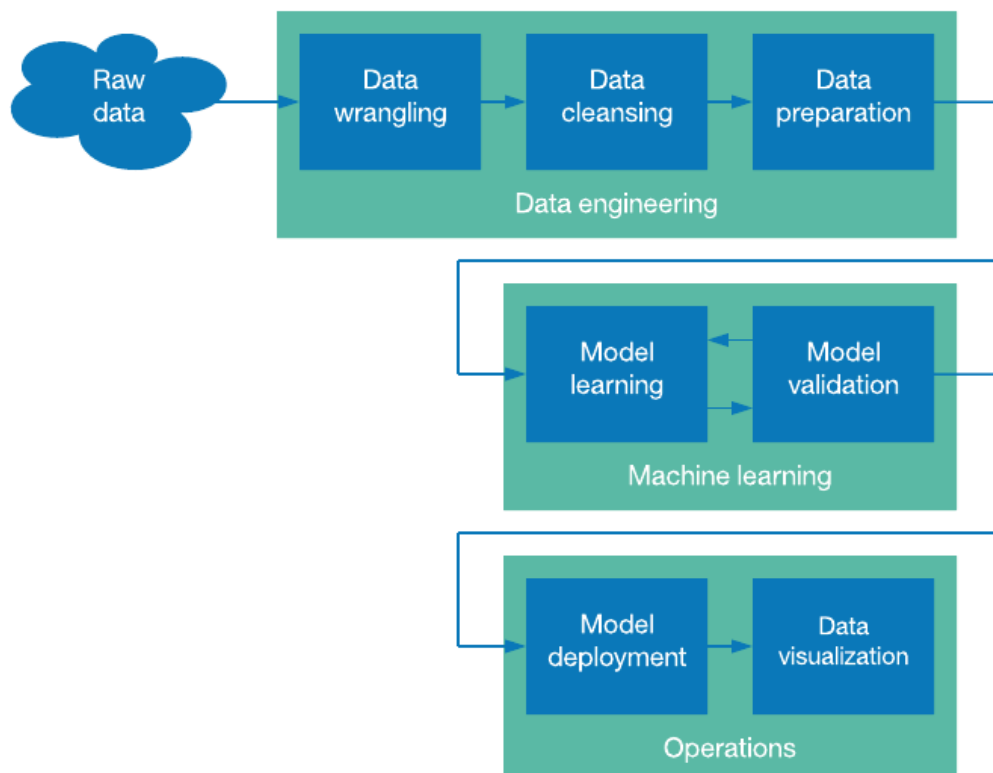 Raw
data
Data
wrangling
Data
cleansing
Data
preparation
Data engineering
Model
learning
Model
validation
Machine learning
Model
deployment
Data
visualization
Operations